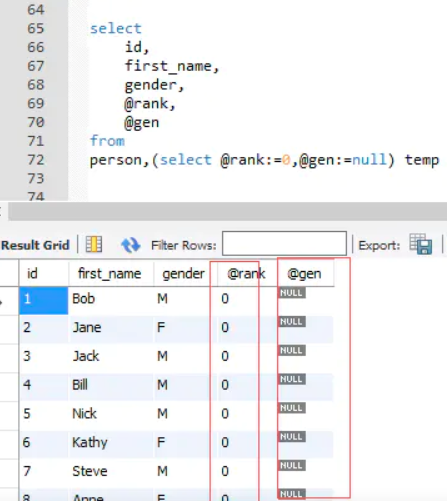 64
65 select
66 id,
67 first_name,
68 gender,
69 @rank,
70 @gen
71 from
72 person,(select @rank:=0,@gen:=null) temp
73
74
Result Grid Filter Rows: Export:
id first_name gender @rank @gen
1 Bob M 0 NULL
2 Jane F 0 NULL
3 Jack M 0 NULL
4 Bill M 0 NULL
5 Nick M 0 NULL
6 Kathy F 0 NULL
7 Steve M 0 NULL
8 Anne F 0 NULL